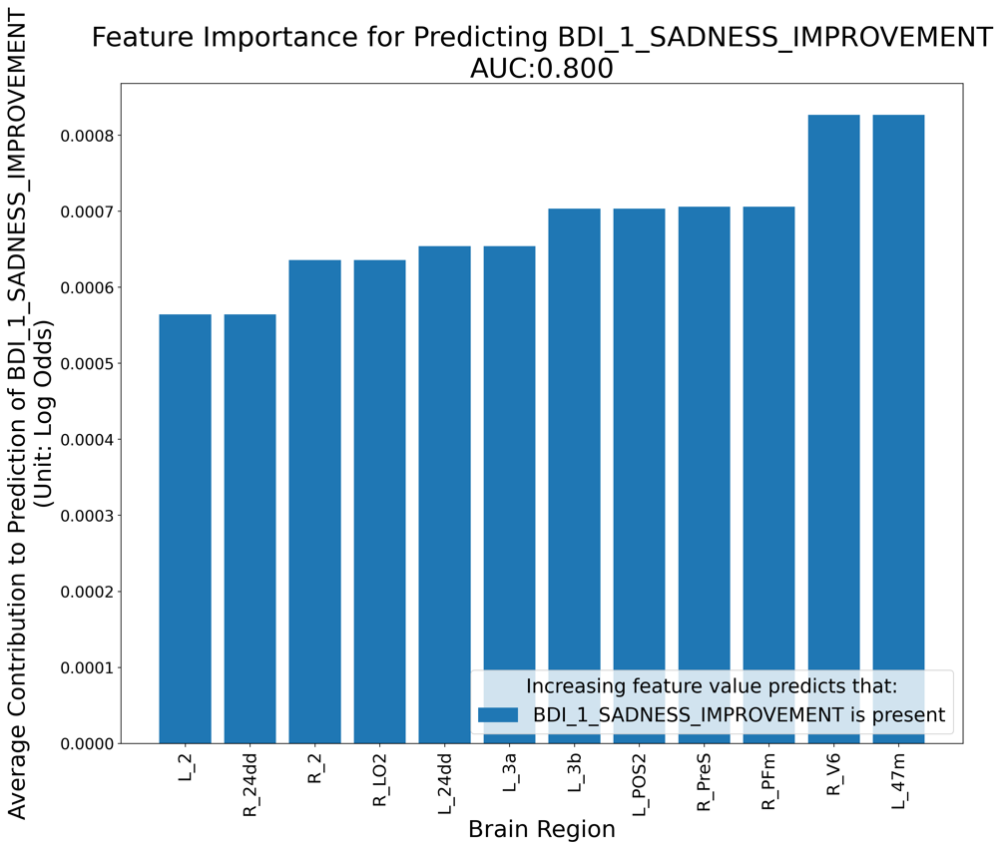 Feature Importance for Predicting BDI_1_SADNESS_IMPROVEMENT
AUC:0.800
Average Contribution to Prediction of BDI_1_SADNESS_IMPROVEMENT
(Unit: Log Odds)
0.0008
0.0007
0.0006
0.0005
0.0004
0.0003
0.0002
0.0001
0.0000
Increasing feature value predicts that:
BDI_1_SADNESS_IMPROVEMENT is present
L_2
R_24dd
R_2
R_LO2
L_24dd
L_3a
L_3b
L_POS2
R_PreS
R_PFm
R_V6
L_47m
Brain Region